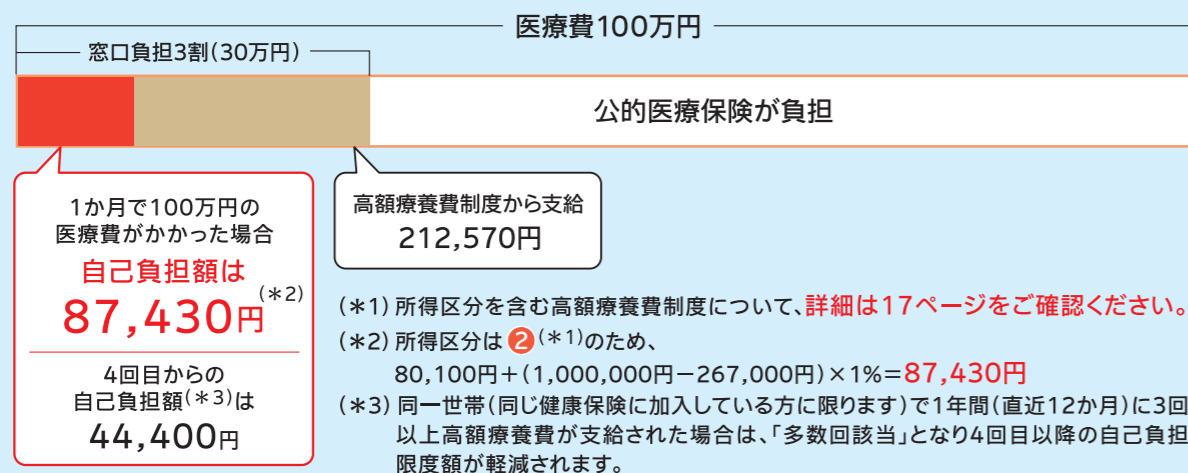 医療費100万円
窓口負担3割(30万円)
公的医療保険が負担
1か月で100万円の
医療費がかかった場合
自己負担額は
87,430円(*2)
4回目からの
自己負担額(*3)は
44,400円
高額療養費制度から支給
212,570円
(*1)所得区分を含む高額療養費制度について、詳細は17ページをご確認ください。
(*2)所得区分は❷(*1)のため、
80,100円+(1,000,000円-267,000円)×1%=87,430円
(*3)同一世帯(同じ健康保険に加入している方に限ります)で1年間(直近12か月)に3回
以上高額療養費が支給された場合は、「多数回該当」となり4回目以降の自己負担
限度額が軽減されます。